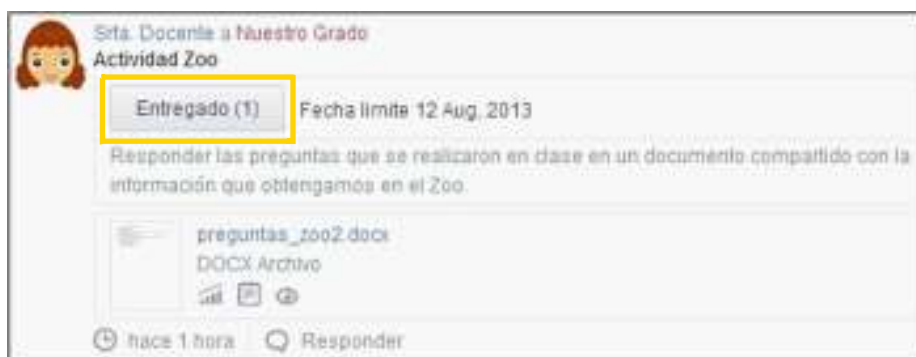 Srta. Docente a Nuestro Grado
Actividad Zoo
Entregado (1) Fecha limite 12 Aug, 2013
Responder las preguntas que se realizaron en clase en un documento compartido con la
información que obtengamos en el Zoo.
preguntas_zoo2.docx
DOCX Archivo
hace 1 hora Responder